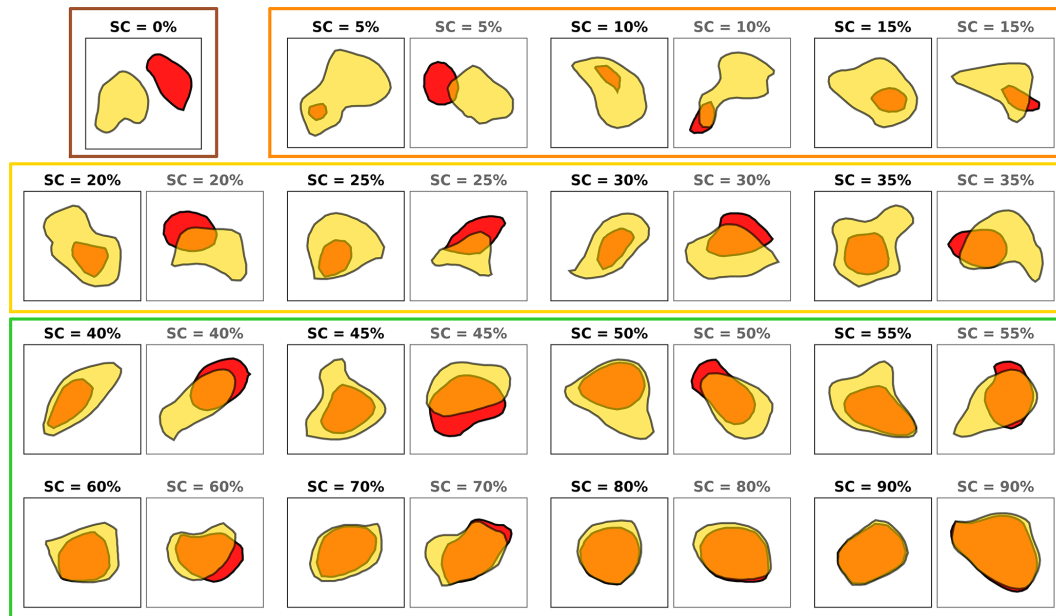 SC = 0% SC = 5% SC = 5% SC = 10% SC = 10% SC = 15% SC = 15%
SC = 20% SC = 20% SC = 25% SC = 25% SC = 30% SC = 30% SC = 35% SC = 35%
SC = 40% SC = 40% SC = 45% SC = 45% SC = 50% SC = 50% SC = 55% SC = 55%
SC = 60% SC = 60% SC = 70% SC = 70% SC = 80% SC = 80% SC = 90% SC = 90%